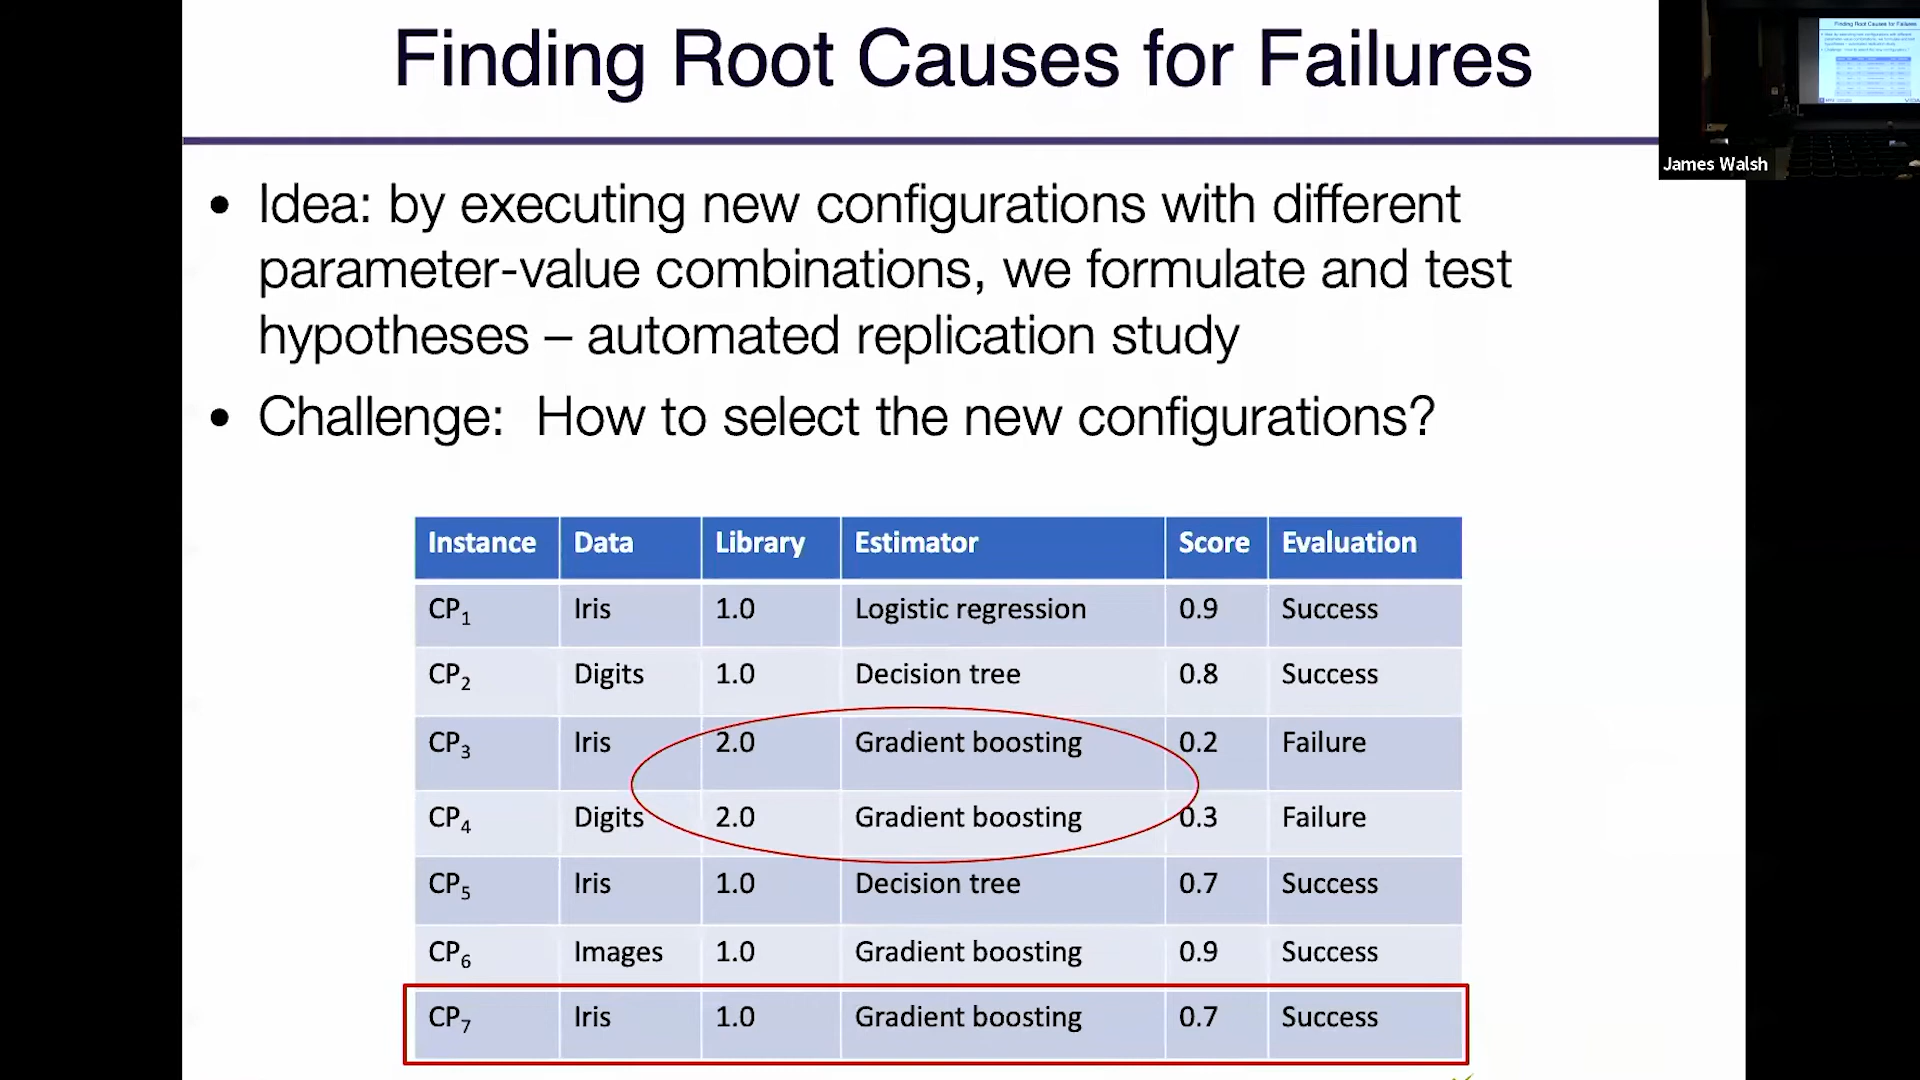 Finding Root Causes for Failures
James Walsh
• Idea: by executing new configurations with different
parameter-value combinations, we formulate and test
hypotheses – automated replication study
• Challenge: How to select the new configurations?
Instance Data Library Estimator Score Evaluation
CP1 Iris 1.0 Logistic regression 0.9 Success
CP2 Digits 1.0 Decision tree 0.8 Success
CP3 Iris 2.0 Gradient boosting 0.2 Failure
CP4 Digits 2.0 Gradient boosting 0.3 Failure
CP5 Iris 1.0 Decision tree 0.7 Success
CP6 Images 1.0 Gradient boosting 0.9 Success
CP7 Iris 1.0 Gradient boosting 0.7 Success